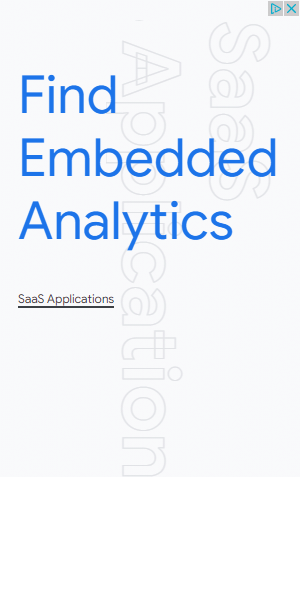 Find
Embedded
Analytics
SaaS Applications
SaaS
Application